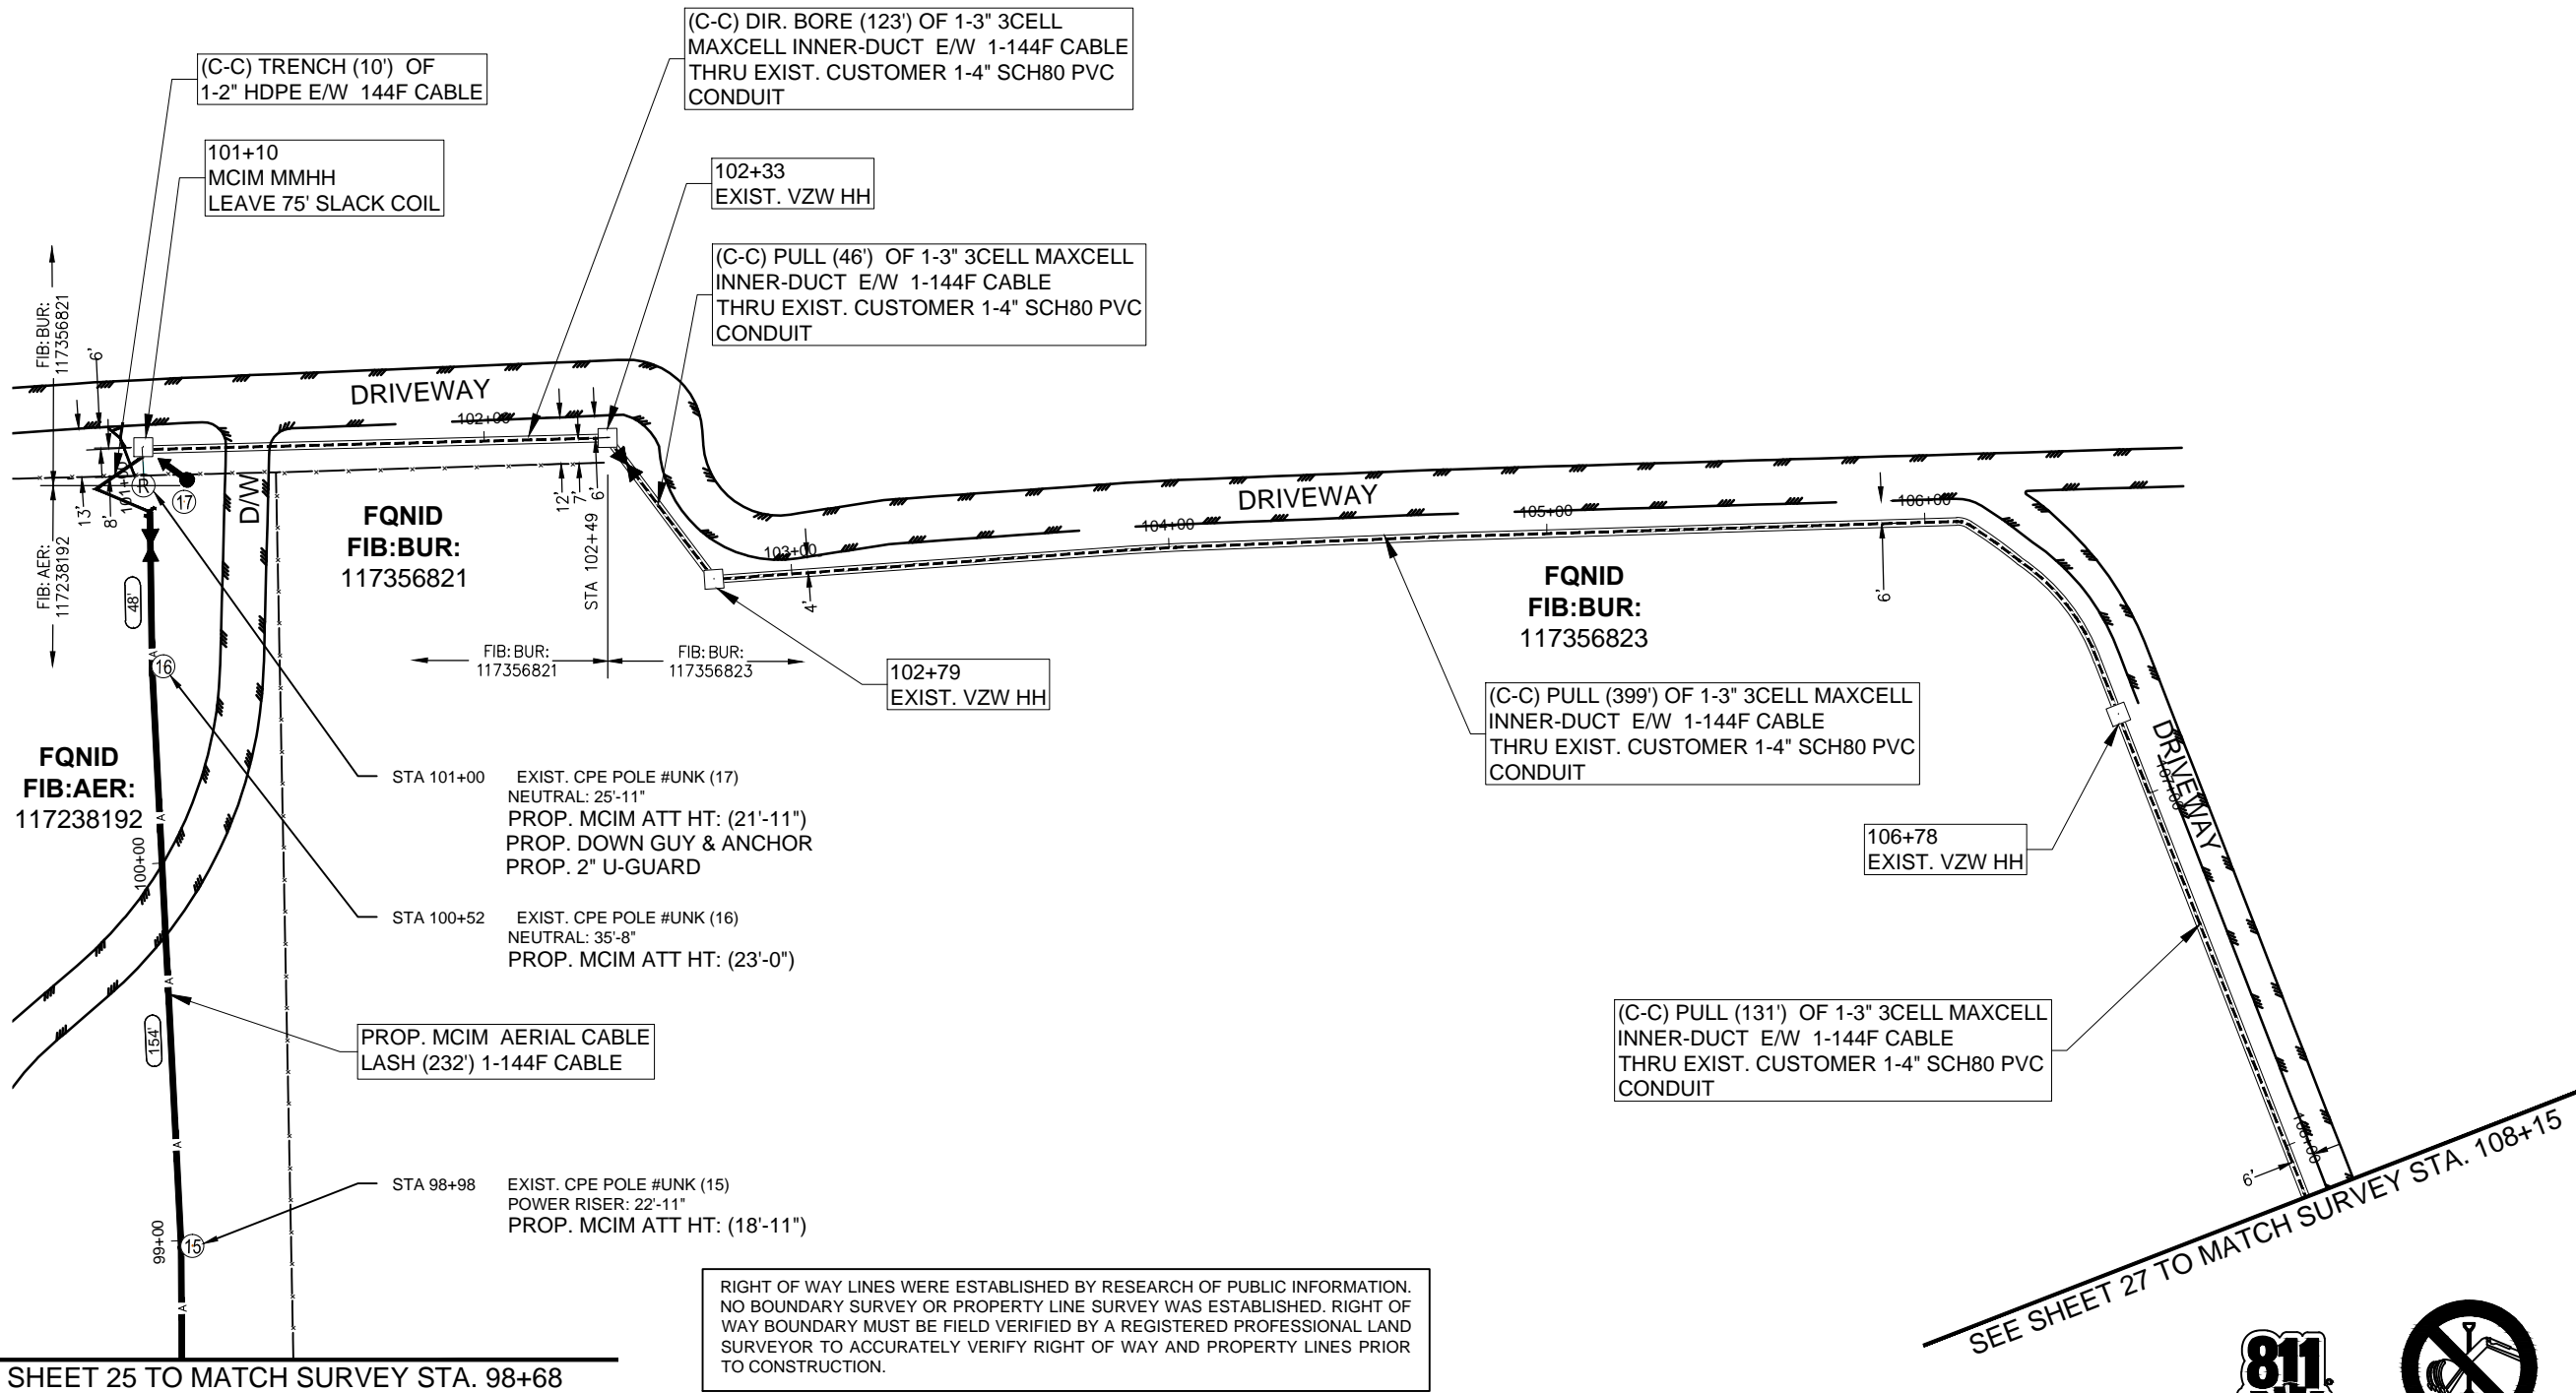 (C-C) DIR. BORE (123') OF 1-3" 3CELL
MAXCELL INNER-DUCT E/W 1-144F CABLE
THRU EXIST. CUSTOMER 1-4" SCH80 PVC
CONDUIT
(C-C) TRENCH (10') OF
1-2" HDPE E/W 144F CABLE
101+10
MCIM MMHH
LEAVE 75' SLACK COIL
102+33
EXIST. VZW HH
(C-C) PULL (46') OF 1-3" 3CELL MAXCELL
INNER-DUCT E/W 1-144F CABLE
THRU EXIST. CUSTOMER 1-4" SCH80 PVC
CONDUIT
FIB: BUR:
117356821
6'
DRIVEWAY
102+00
101+00
R
17
13'
8'
D/W
12'
7'
6'
STA 102+49
FIB: AER:
117238192
48'
16
FQNID
FIB:BUR:
117356821
FIB: BUR:
117356821
FIB: BUR:
117356823
103+00
4'
104+00
DRIVEWAY
105+00
106+00
6'
FQNID
FIB:BUR:
117356823
102+79
EXIST. VZW HH
(C-C) PULL (399') OF 1-3" 3CELL MAXCELL
INNER-DUCT E/W 1-144F CABLE
THRU EXIST. CUSTOMER 1-4" SCH80 PVC
CONDUIT
DRIVEWAY
107+00
106+78
EXIST. VZW HH
FQNID
FIB:AER:
117238192
100+00
STA 101+00 EXIST. CPE POLE #UNK (17)
NEUTRAL: 25'-11"
PROP. MCIM ATT HT: (21'-11")
PROP. DOWN GUY & ANCHOR
PROP. 2" U-GUARD
STA 100+52 EXIST. CPE POLE #UNK (16)
NEUTRAL: 35'-8"
PROP. MCIM ATT HT: (23'-0")
A
A
A
A
A
154'
PROP. MCIM AERIAL CABLE
LASH (232') 1-144F CABLE
(C-C) PULL (131') OF 1-3" 3CELL MAXCELL
INNER-DUCT E/W 1-144F CABLE
THRU EXIST. CUSTOMER 1-4" SCH80 PVC
CONDUIT
108+00
6'
STA 98+98 EXIST. CPE POLE #UNK (15)
POWER RISER: 22'-11"
PROP. MCIM ATT HT: (18'-11")
99+00
15
RIGHT OF WAY LINES WERE ESTABLISHED BY RESEARCH OF PUBLIC INFORMATION.
NO BOUNDARY SURVEY OR PROPERTY LINE SURVEY WAS ESTABLISHED. RIGHT OF
WAY BOUNDARY MUST BE FIELD VERIFIED BY A REGISTERED PROFESSIONAL LAND
SURVEYOR TO ACCURATELY VERIFY RIGHT OF WAY AND PROPERTY LINES PRIOR
TO CONSTRUCTION.
SEE SHEET 27 TO MATCH SURVEY STA. 108+15
SHEET 25 TO MATCH SURVEY STA. 98+68
811